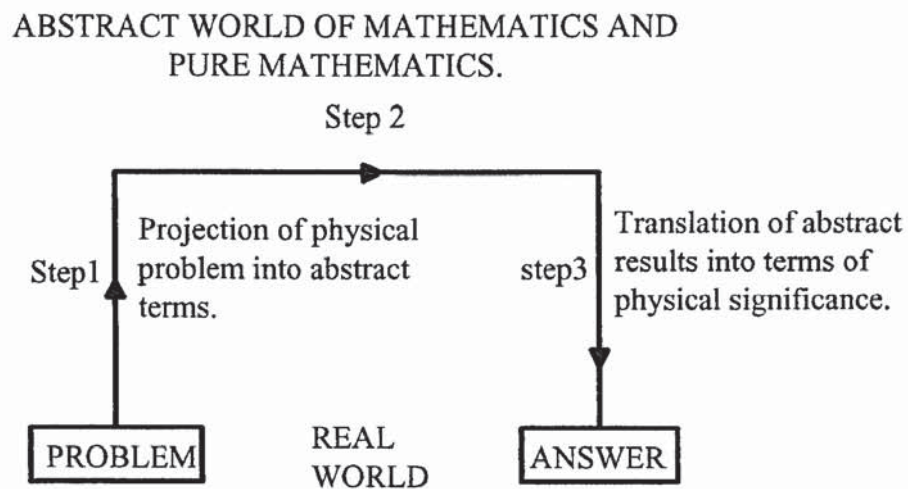 ABSTRACT WORLD OF MATHEMATICS AND
PURE MATHEMATICS.
Step 2
Projection of physical
problem into abstract
terms.
Step1
Translation of abstract
results into terms of
physical significance.
step3
PROBLEM
REAL
WORLD
ANSWER